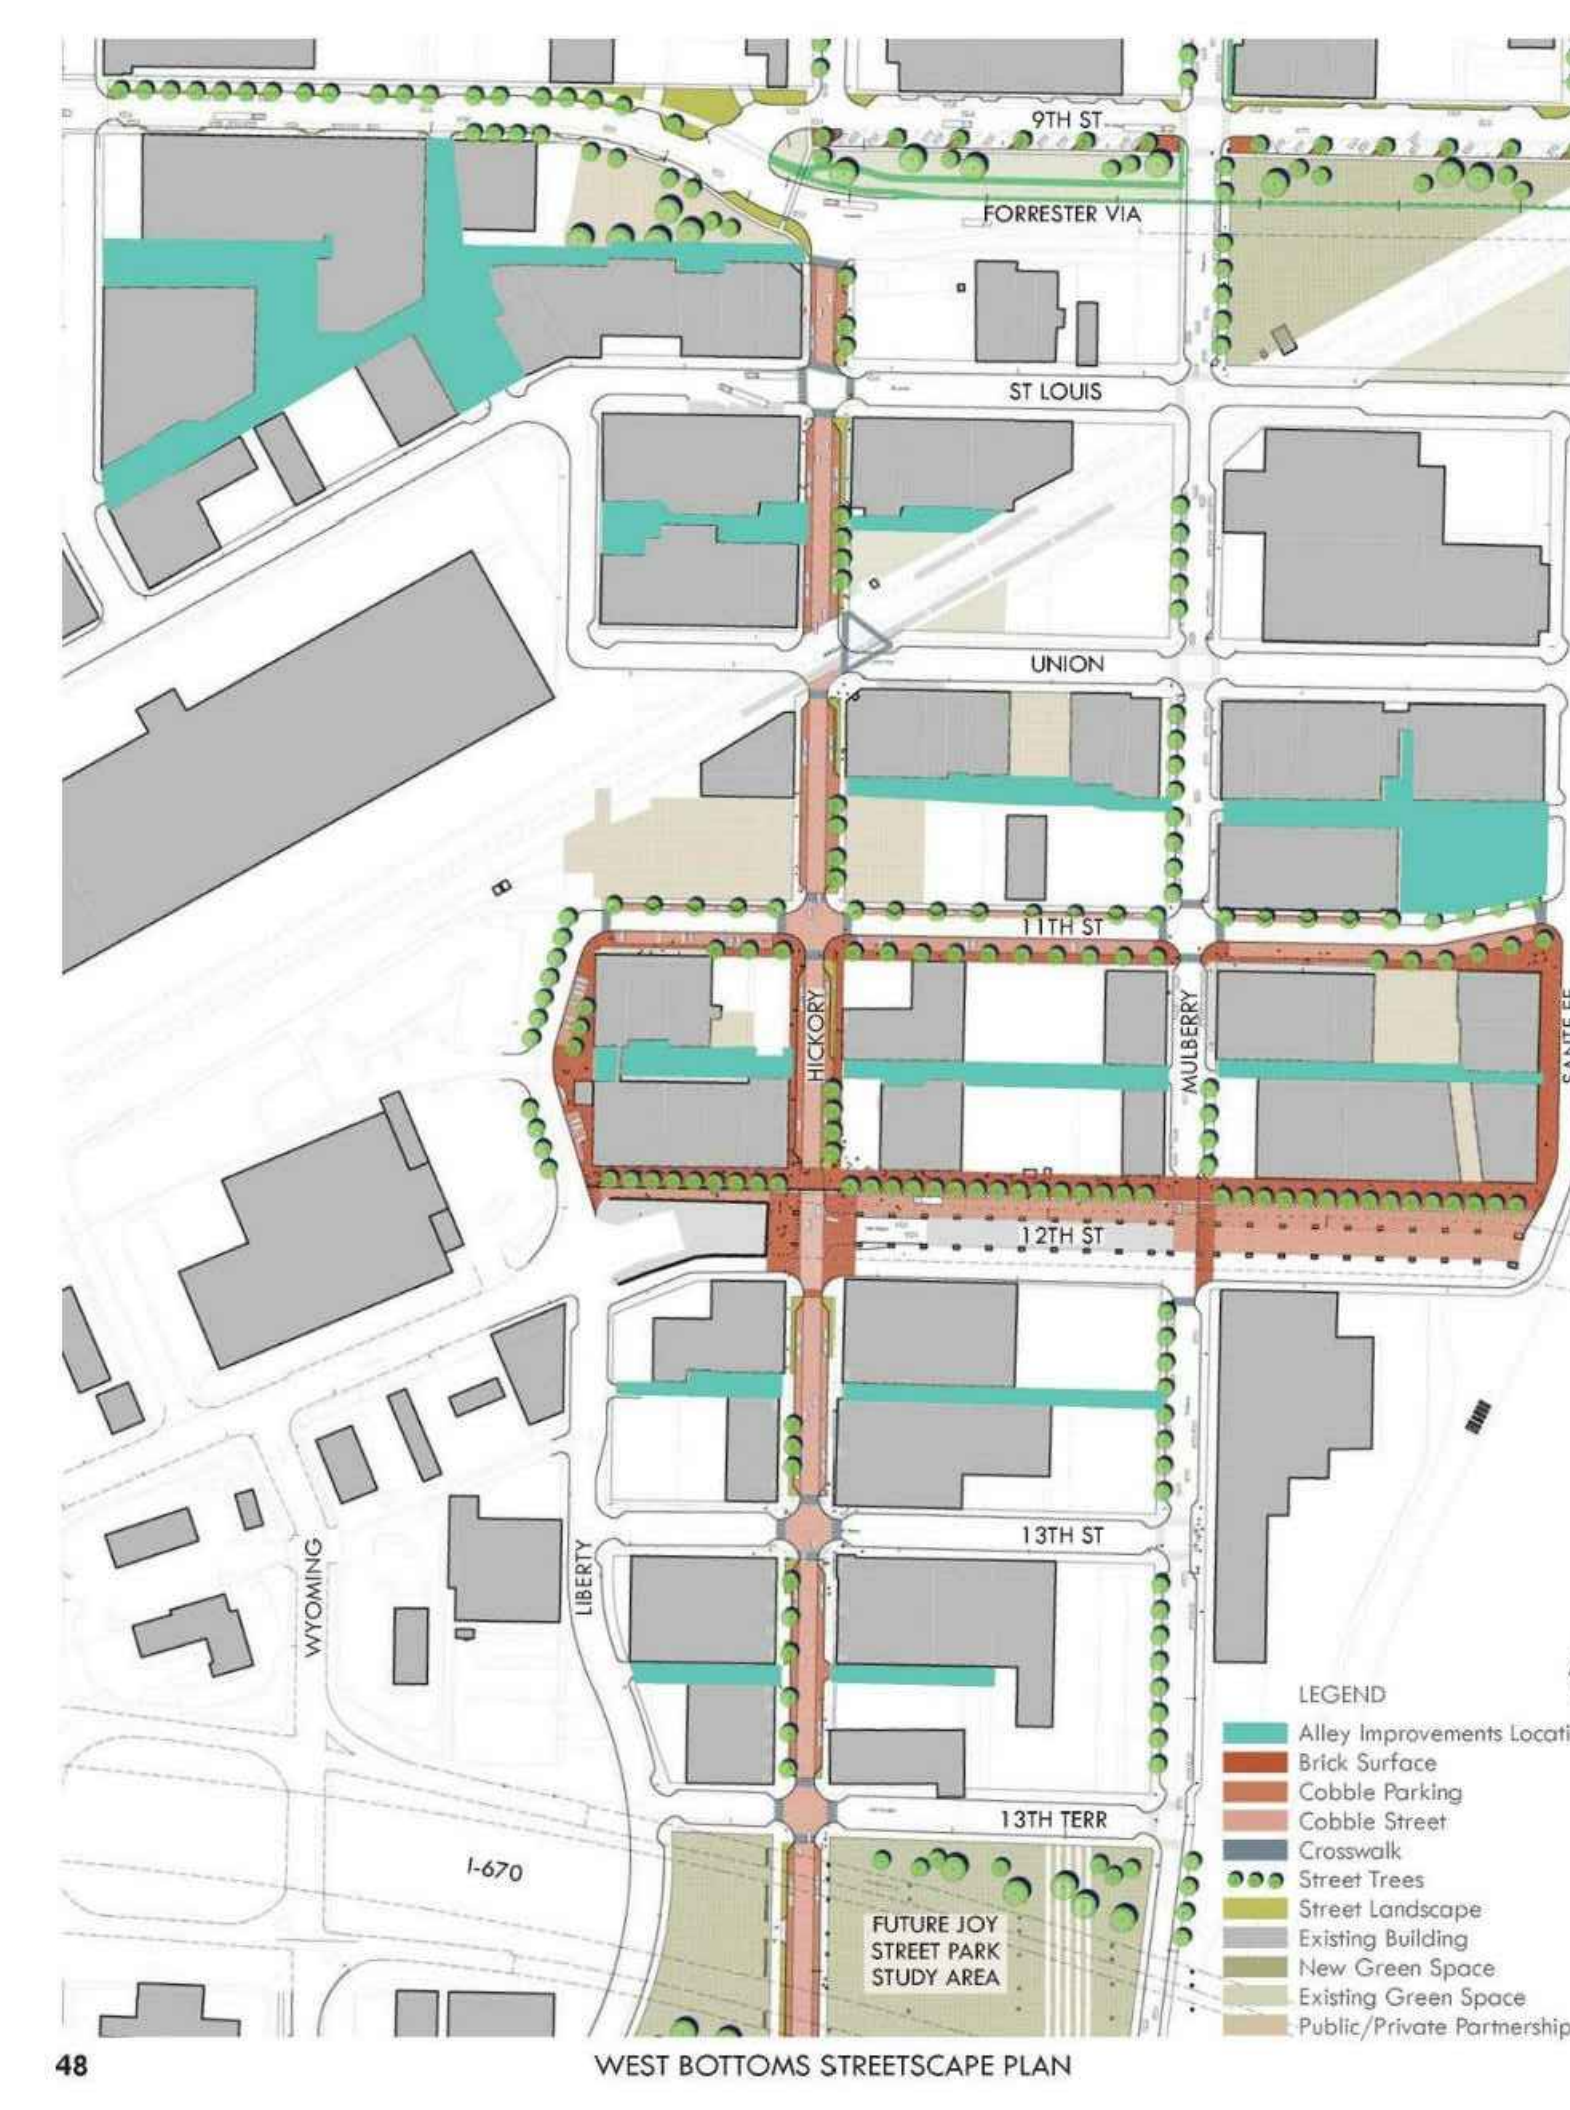 9TH ST
FORRESTER VIA
ST LOUIS
UNION
11TH ST
HICKORY
MULBERRY
12TH ST
13TH ST
WYOMING
LIBERTY
13TH TERR
I-670
FUTURE JOY
STREET PARK
STUDY AREA
LEGEND
Alley Improvements Locati
Brick Surface
Cobble Parking
Cobble Street
Crosswalk
Street Trees
Street Landscape
Existing Building
New Green Space
Existing Green Space
Public/Private Partnership
48
WEST BOTTOMS STREETSCAPE PLAN